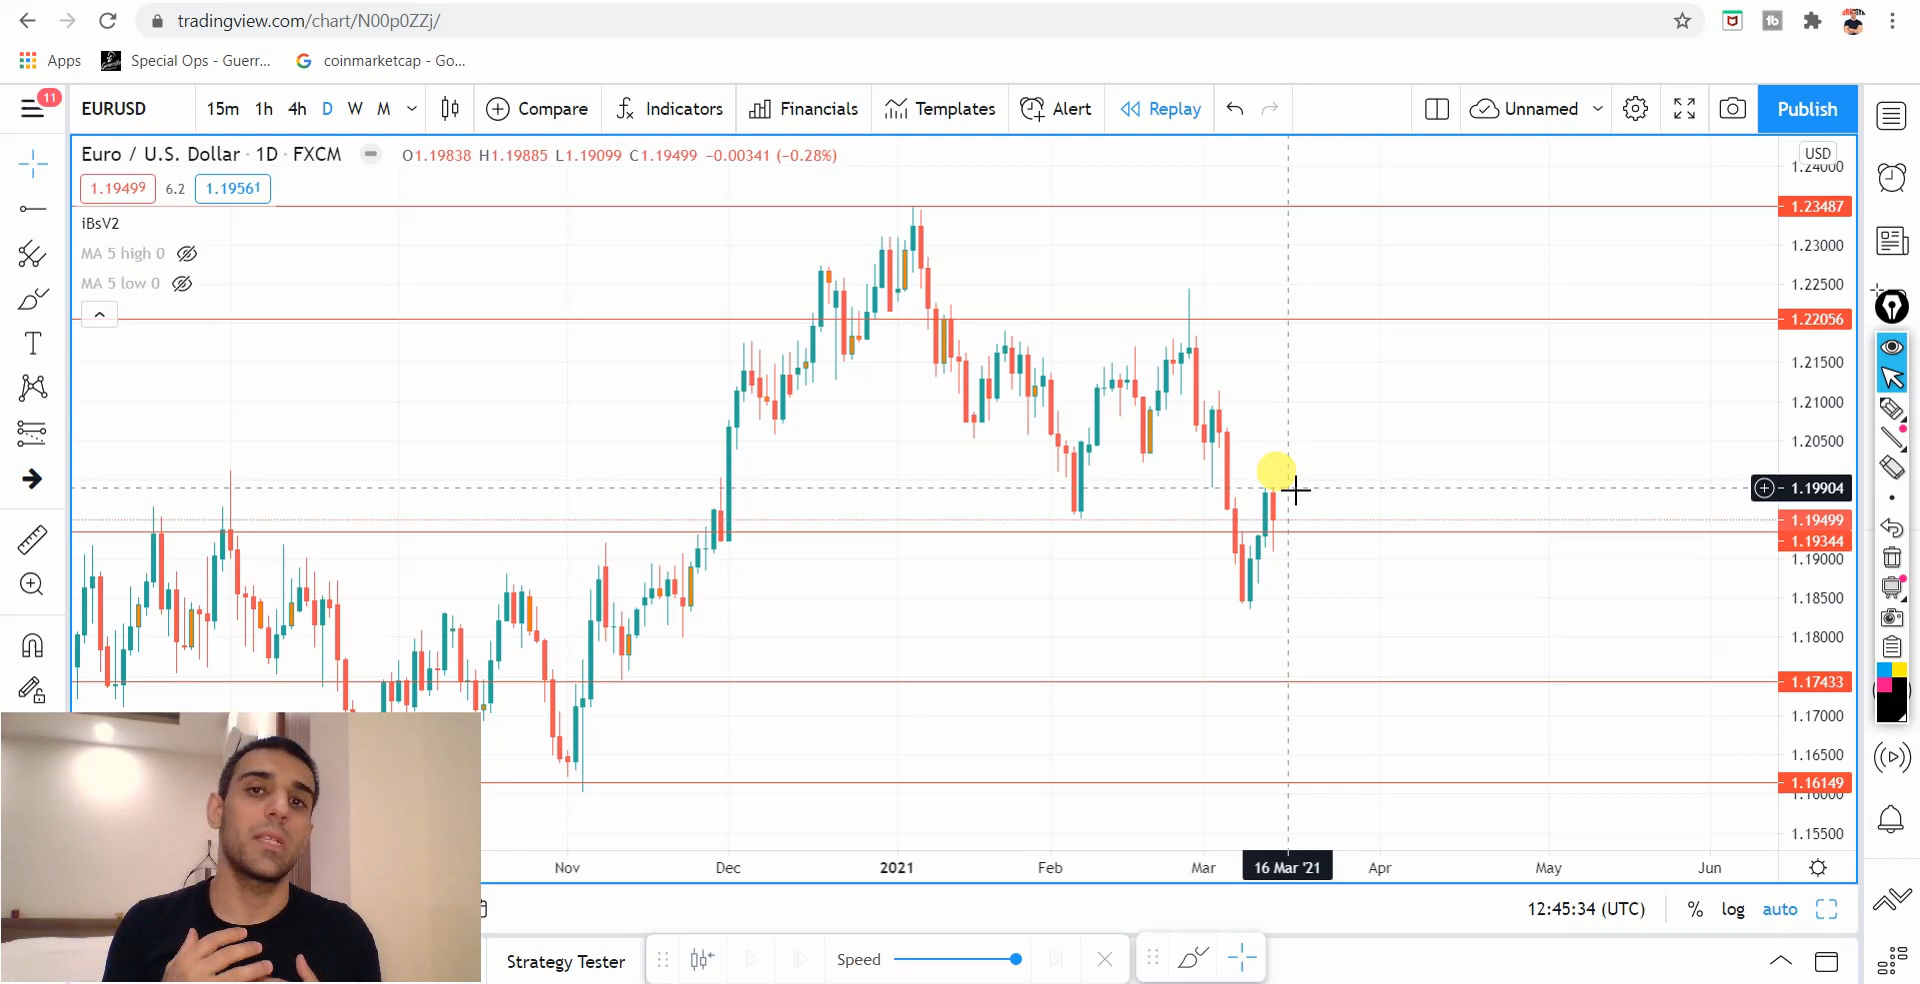 tradingview.com/chart/N00p0ZZj/
Apps Special Ops - Guerr... coinmarketcap - Go...
11
EURUSD 15m 1h 4h D W M Compare Indicators Financials Templates Alert Replay Unnamed Publish
Euro / U.S. Dollar · 1D · FXCM O1.19838 H1.19885 L1.19099 C1.19499 −0.00341 (−0.28%)
USD
1.24000
1.19499 6.2 1.19561
1.23487
iBsV2
MA 5 high 0
1.23000
MA 5 low 0
1.22500
1.22056
1.21500
1.21000
1.20500
1.19904
1.19499
1.19344
1.19000
1.18500
1.18000
1.17433
1.17000
1.16500
1.16149
1.16000
1.15500
Nov Dec 2021 Feb Mar 16 Mar '21 Apr May Jun
12:45:34 (UTC) % log auto
Strategy Tester Speed